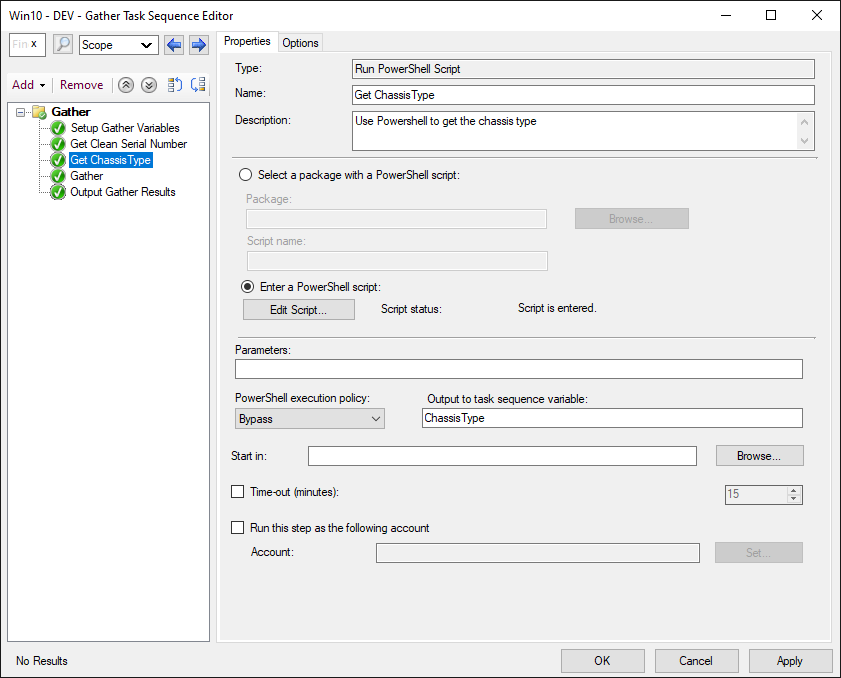 Win10 - DEV - Gather Task Sequence Editor
Fin x
Scope
Add
Remove
Gather
Setup Gather Variables
Get Clean Serial Number
Get ChassisType
Gather
Output Gather Results
Properties
Options
Type:
Run PowerShell Script
Name:
Get ChassisType
Description:
Use Powershell to get the chassis type
Select a package with a PowerShell script:
Package:
Browse...
Script name:
Enter a PowerShell script:
Edit Script...
Script status:
Script is entered.
Parameters:
PowerShell execution policy:
Output to task sequence variable:
Bypass
ChassisType
Start in:
Browse...
Time-out (minutes):
15
Run this step as the following account
Account:
Set...
No Results
OK
Cancel
Apply